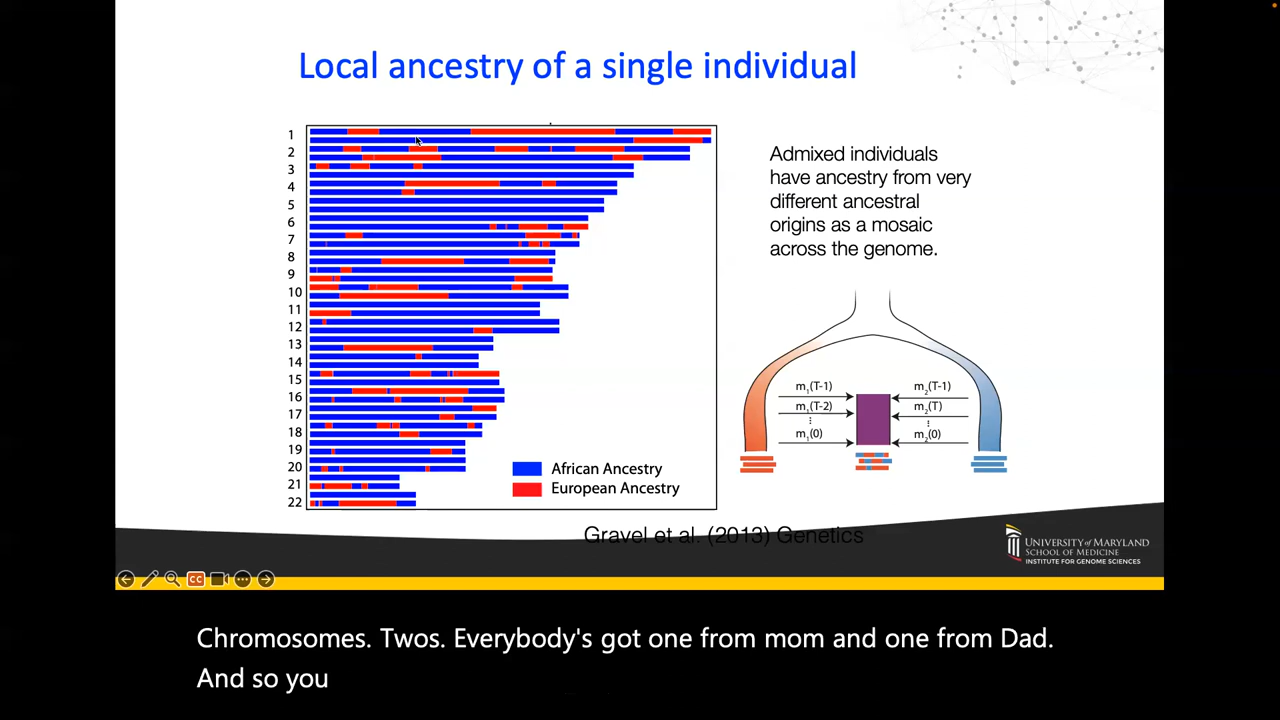 Local ancestry of a single individual
1
2
3
4
5
6
7
8
9
10
11
12
13
14
15
16
17
18
19
20
21
22
African Ancestry
European Ancestry
Admixed individuals
have ancestry from very
different ancestral
origins as a mosaic
across the genome.
m1(T-1)
m1(T-2)
m1(0)
m2(T-1)
m2(T)
m2(0)
Gravel et al. (2013) Genetics
UNIVERSITY of MARYLAND
SCHOOL OF MEDICINE
INSTITUTE FOR GENOME SCIENCES
CC
Chromosomes. Twos. Everybody's got one from mom and one from Dad.
And so you